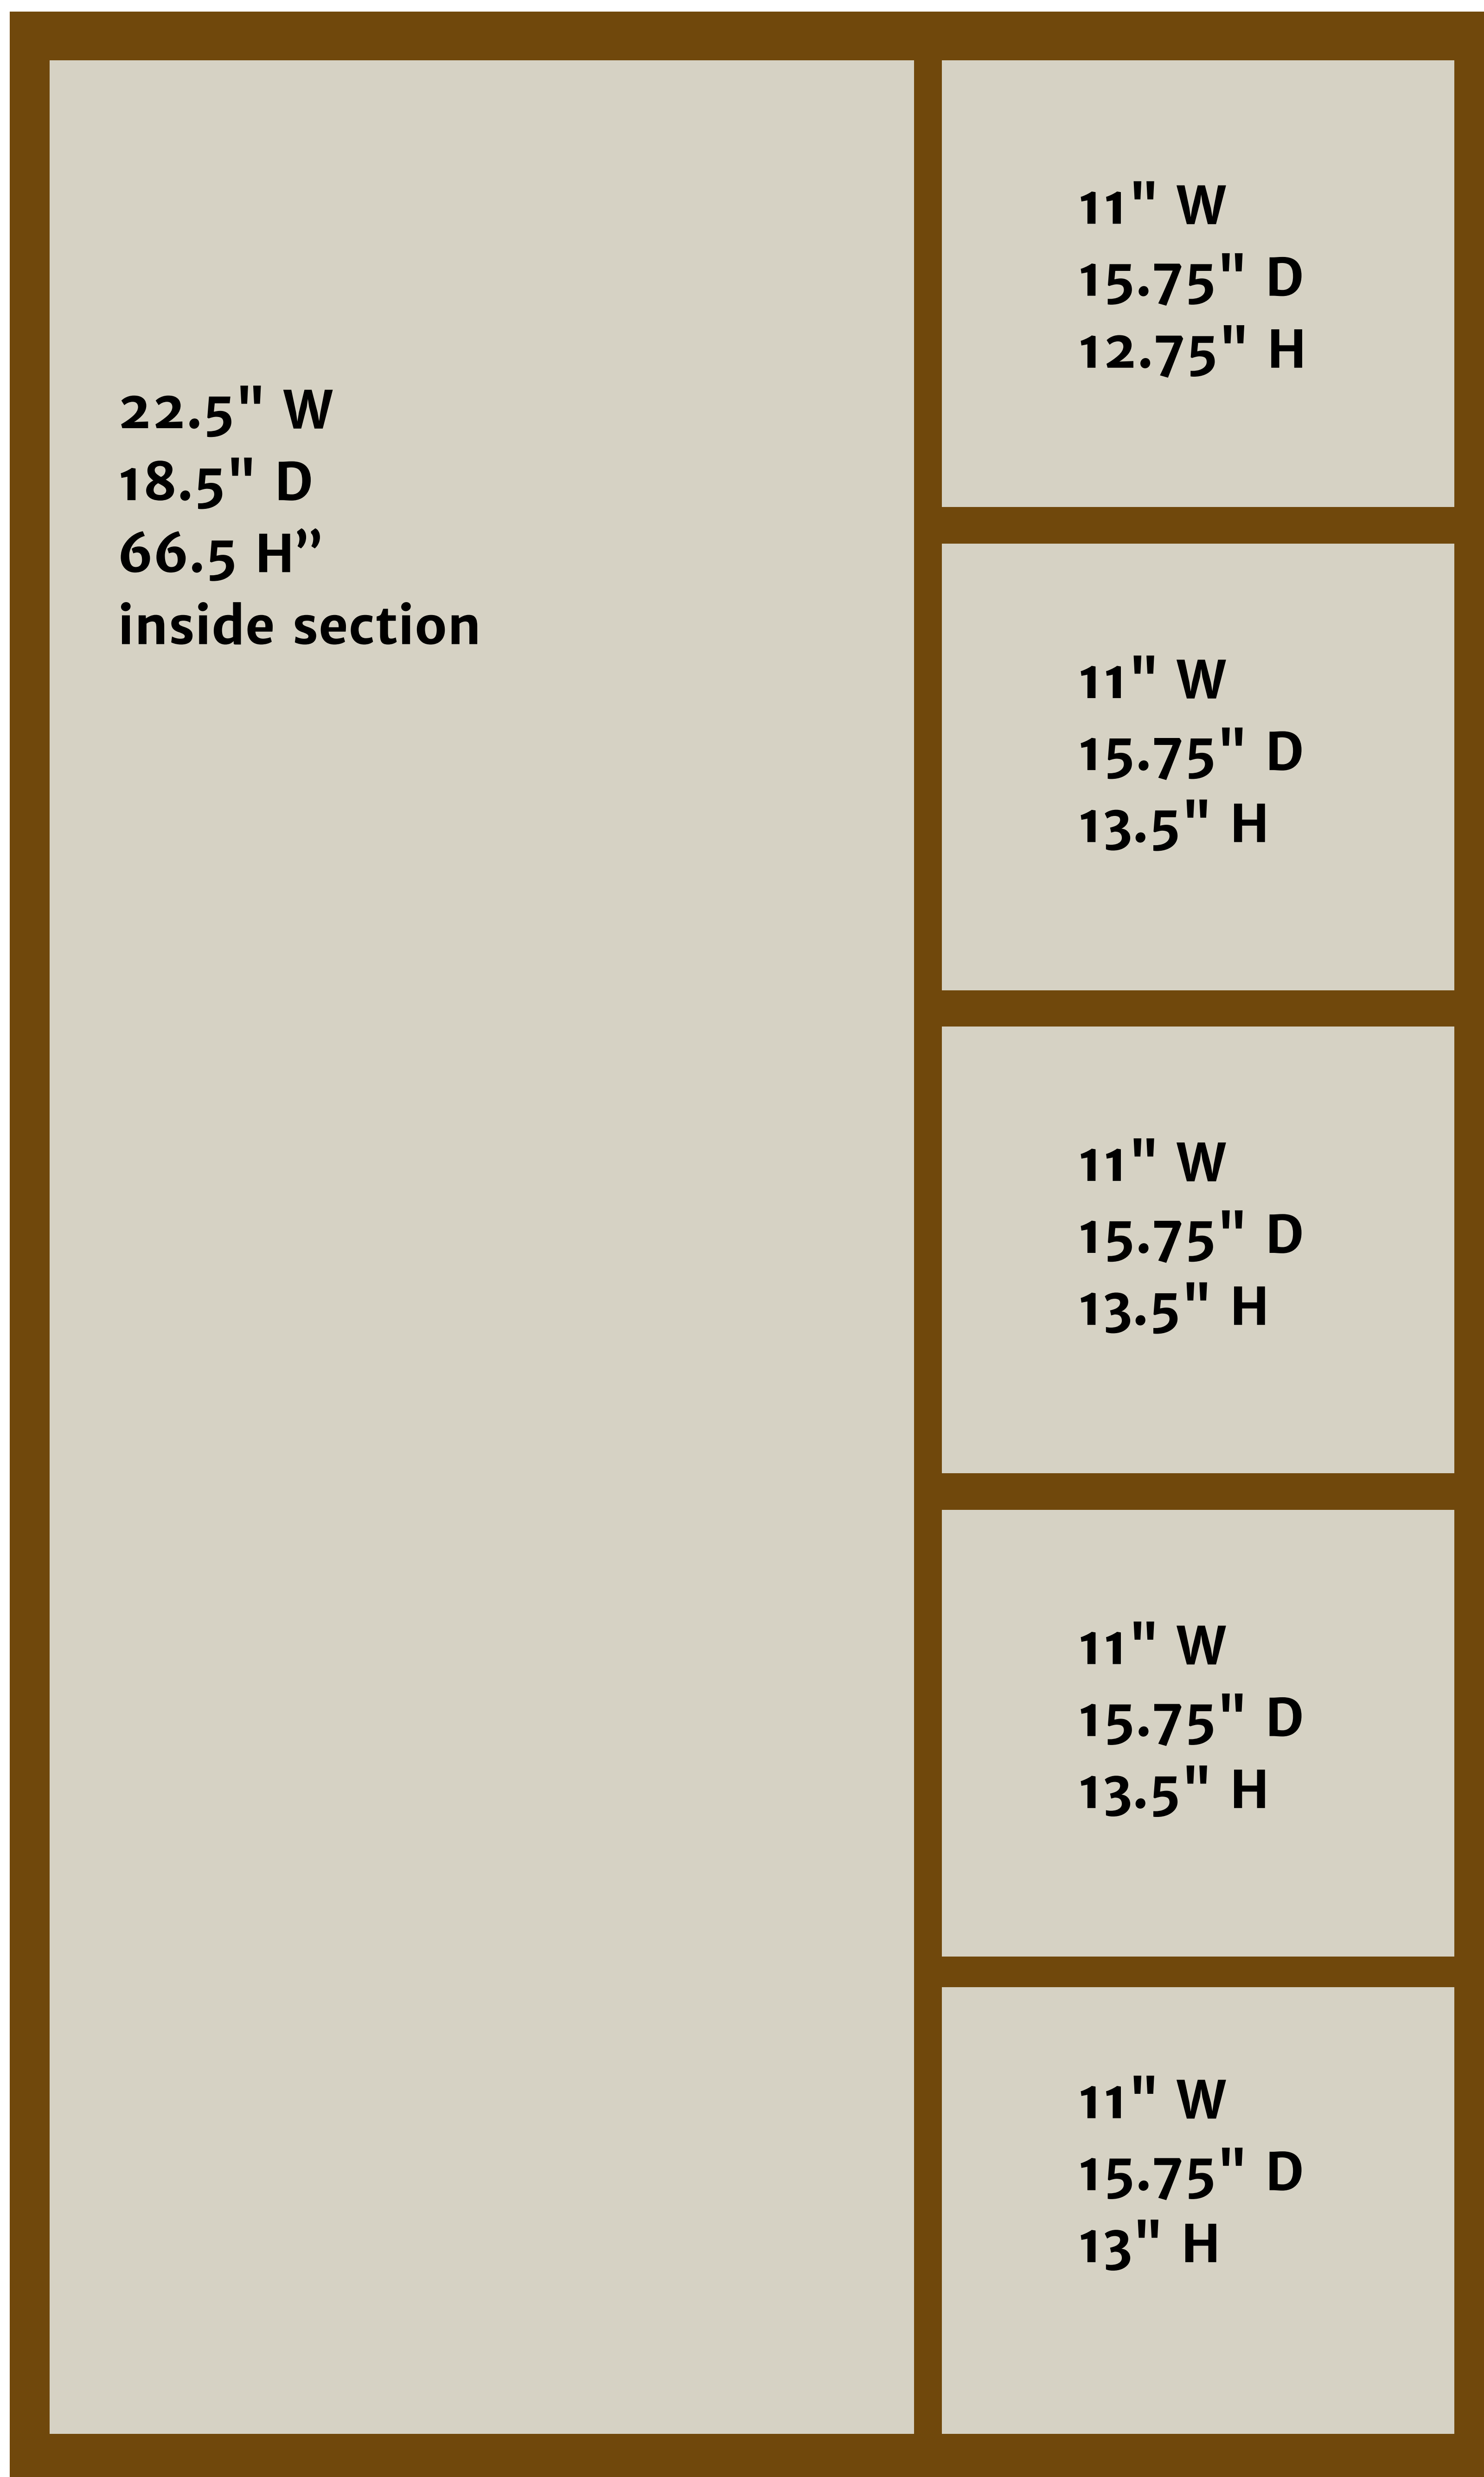 22.5" W
18.5" D
66.5 H”
inside section
11" W
15.75" D
12.75" H
11" W
15.75" D
13.5" H
11" W
15.75" D
13.5" H
11" W
15.75" D
13.5" H
11" W
15.75" D
13" H